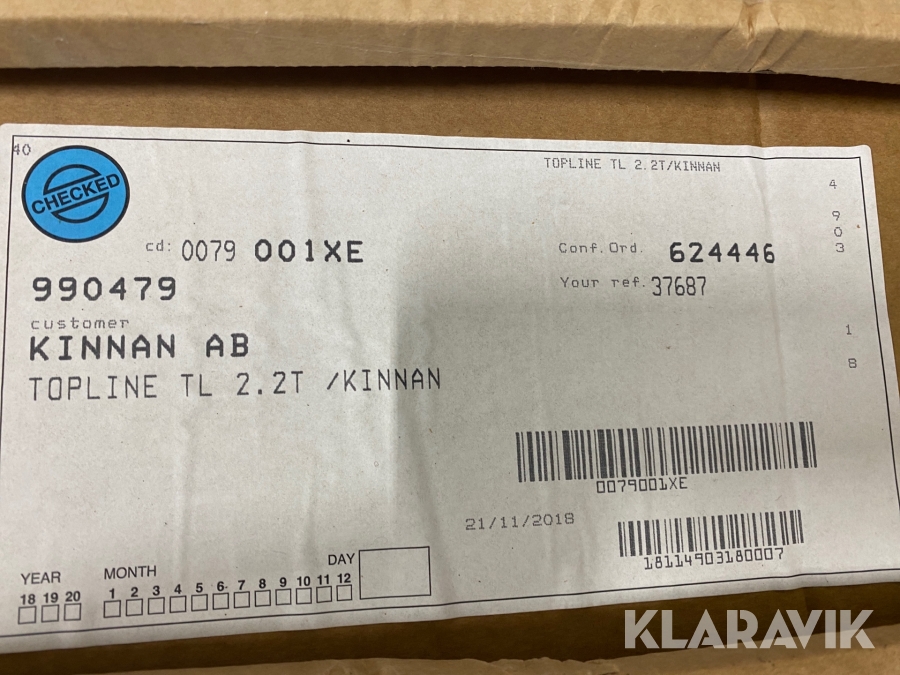 40
TOPLINE TL 2.2T/KINNAN
CHECKED
4
9
0
3
cd: 0079 001XE
Conf.Ord. 624446
990479
Your ref. 37687
customer
KINNAN AB
1
TOPLINE TL 2.2T /KINNAN
8
0079001XE
21/11/2018
18114903180007
YEAR
MONTH
DAY
18 19 20
1 2 3 4 5 6 7 8 9 10 11 12
KLARAVIK